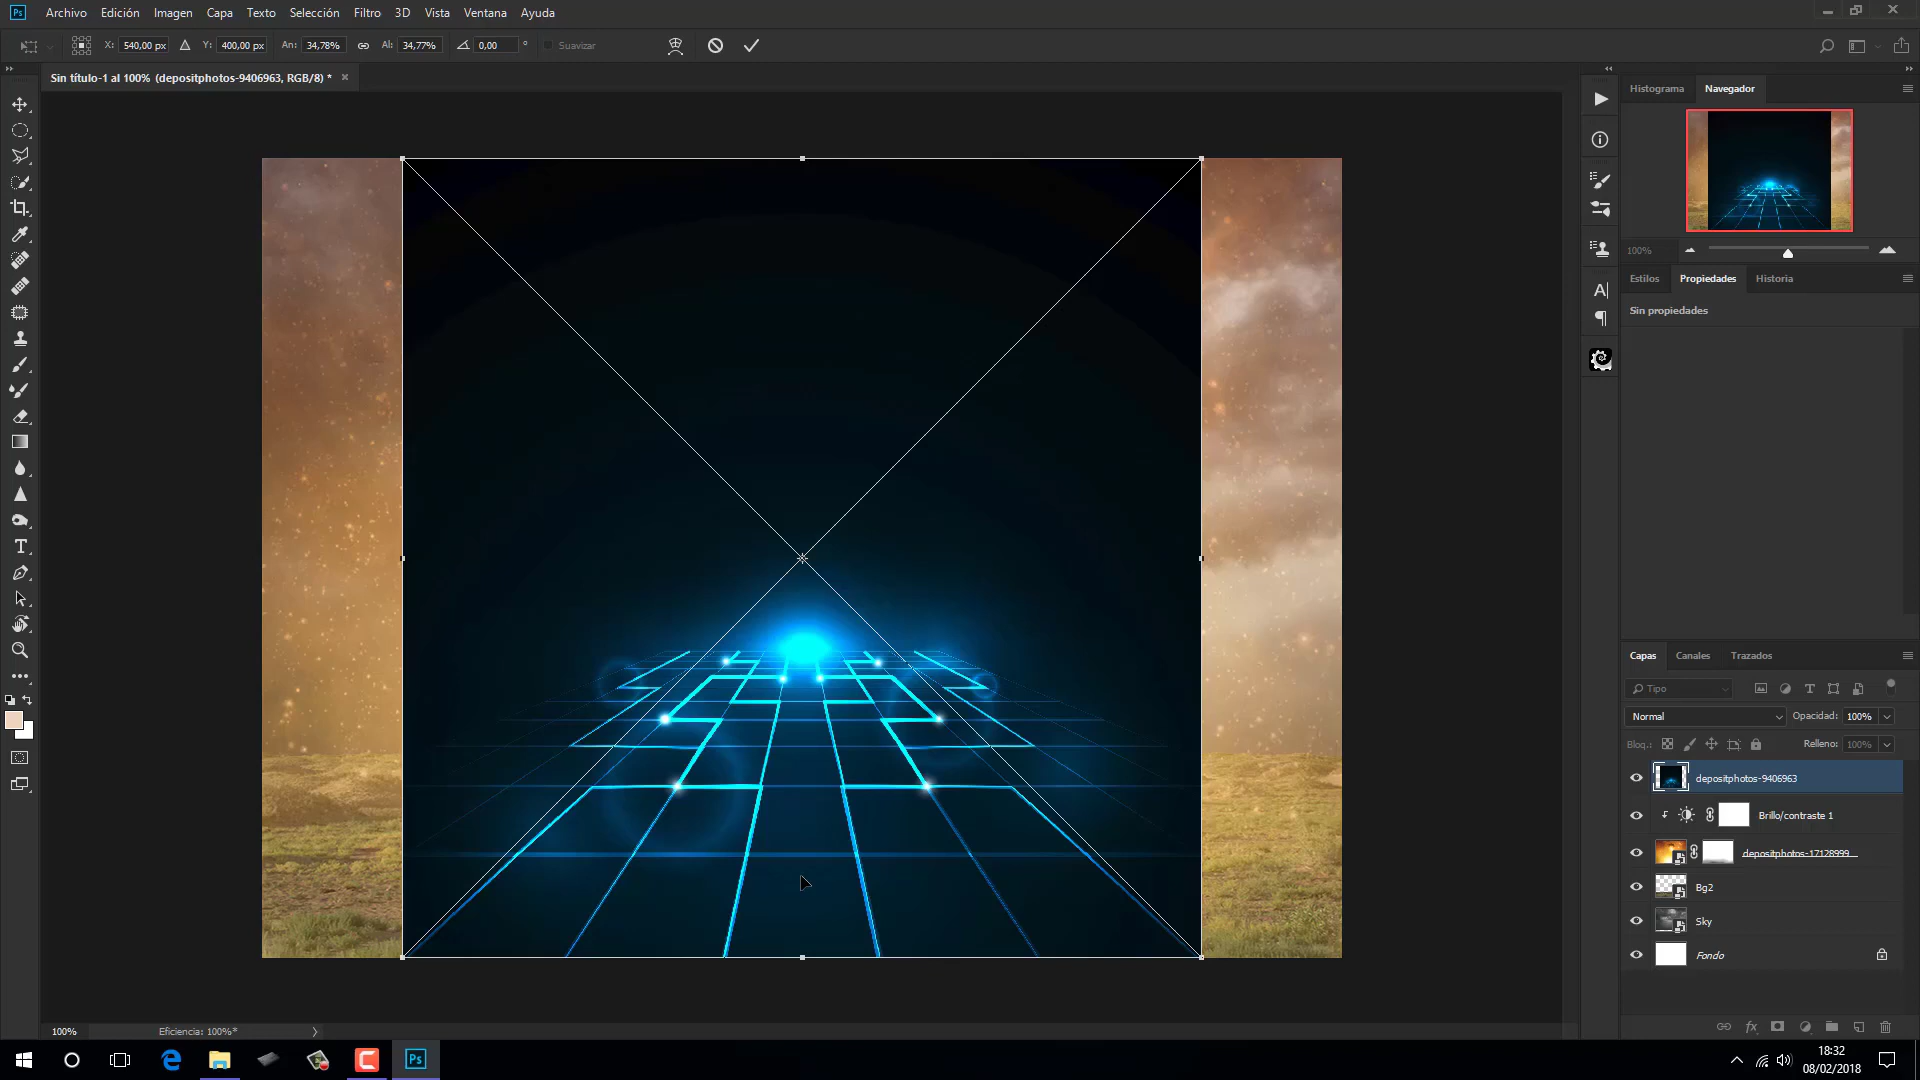 Ps Archivo Edición Imagen Capa Texto Selección Filtro 3D Vista Ventana Ayuda
X: 540,00 px Y: 400,00 px An: 34,78% Al: 34,77% 0,00 ° Suavizar
Sin título-1 al 100% (depositphotos-9406963, RGB/8) * ×
Histograma Navegador
100%
Estilos Propiedades Historia
Sin propiedades
Capas Canales Trazados
Tipo
Normal Opacidad: 100%
Bloq.: Relleno: 100%
depositphotos-9406963
Brillo/contraste 1
depositphotos-17128999
Bg2
Sky
Fondo
fx
100% Eficiencia: 100%*
Ps
18:32
08/02/2018